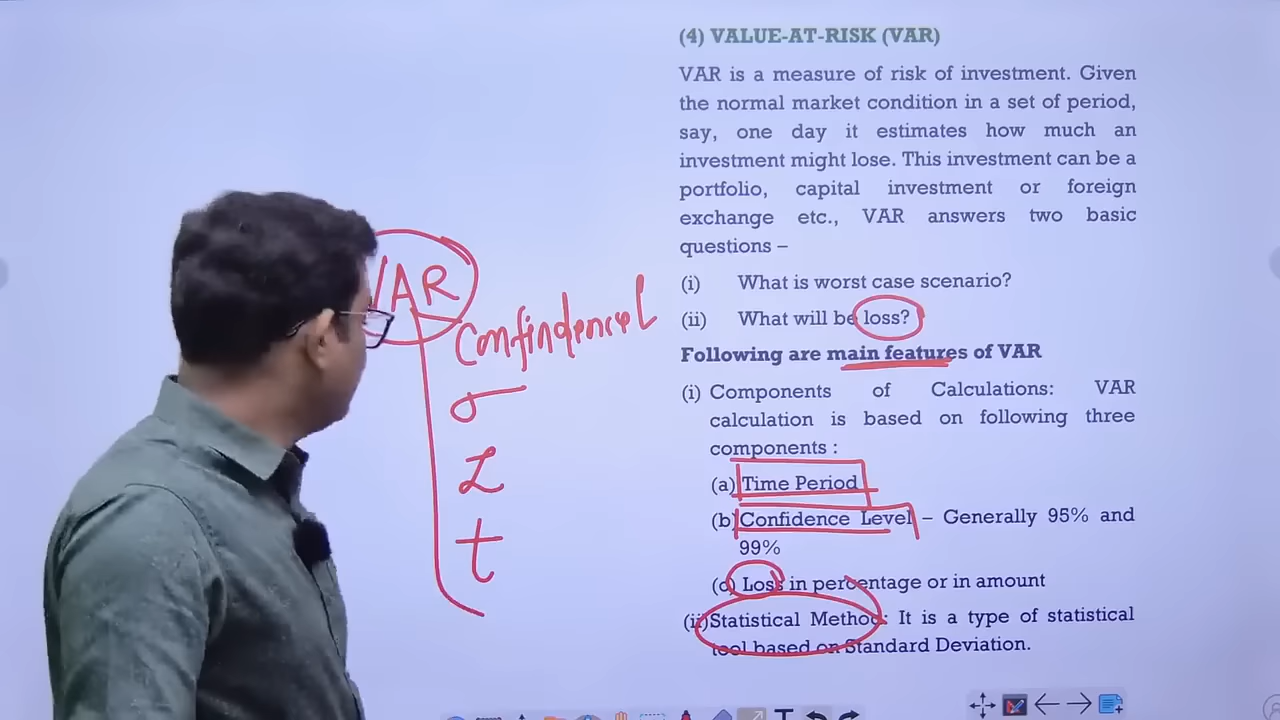 (4) VALUE-AT-RISK (VAR)
VAR is a measure of risk of investment. Given
the normal market condition in a set of period,
say, one day it estimates how much an
investment might lose. This investment can be a
portfolio, capital investment or foreign
exchange etc., VAR answers two basic
questions –
(i) What is worst case scenario?
(ii) What will be loss?
Following are main features of VAR
(i) Components of Calculations: VAR
calculation is based on following three
components :
(a) Time Period
(b) Confidence Level – Generally 95% and
99%
(c) Loss in percentage or in amount
(ii) Statistical Method: It is a type of statistical
tool based on Standard Deviation.
VAR
σ
L
t